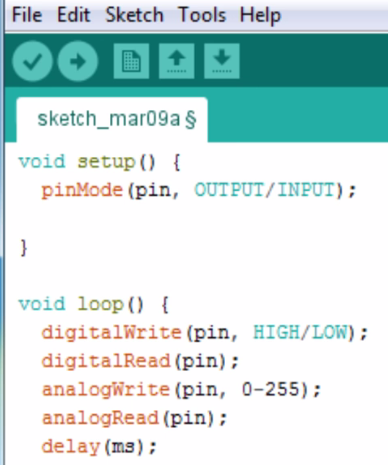 File Edit Sketch Tools Help
sketch_mar09a §
void setup() {
pinMode(pin, OUTPUT/INPUT);
}
void loop() {
digitalWrite(pin, HIGH/LOW);
digitalRead(pin);
analogWrite(pin, 0-255);
analogRead(pin);
delay(ms);